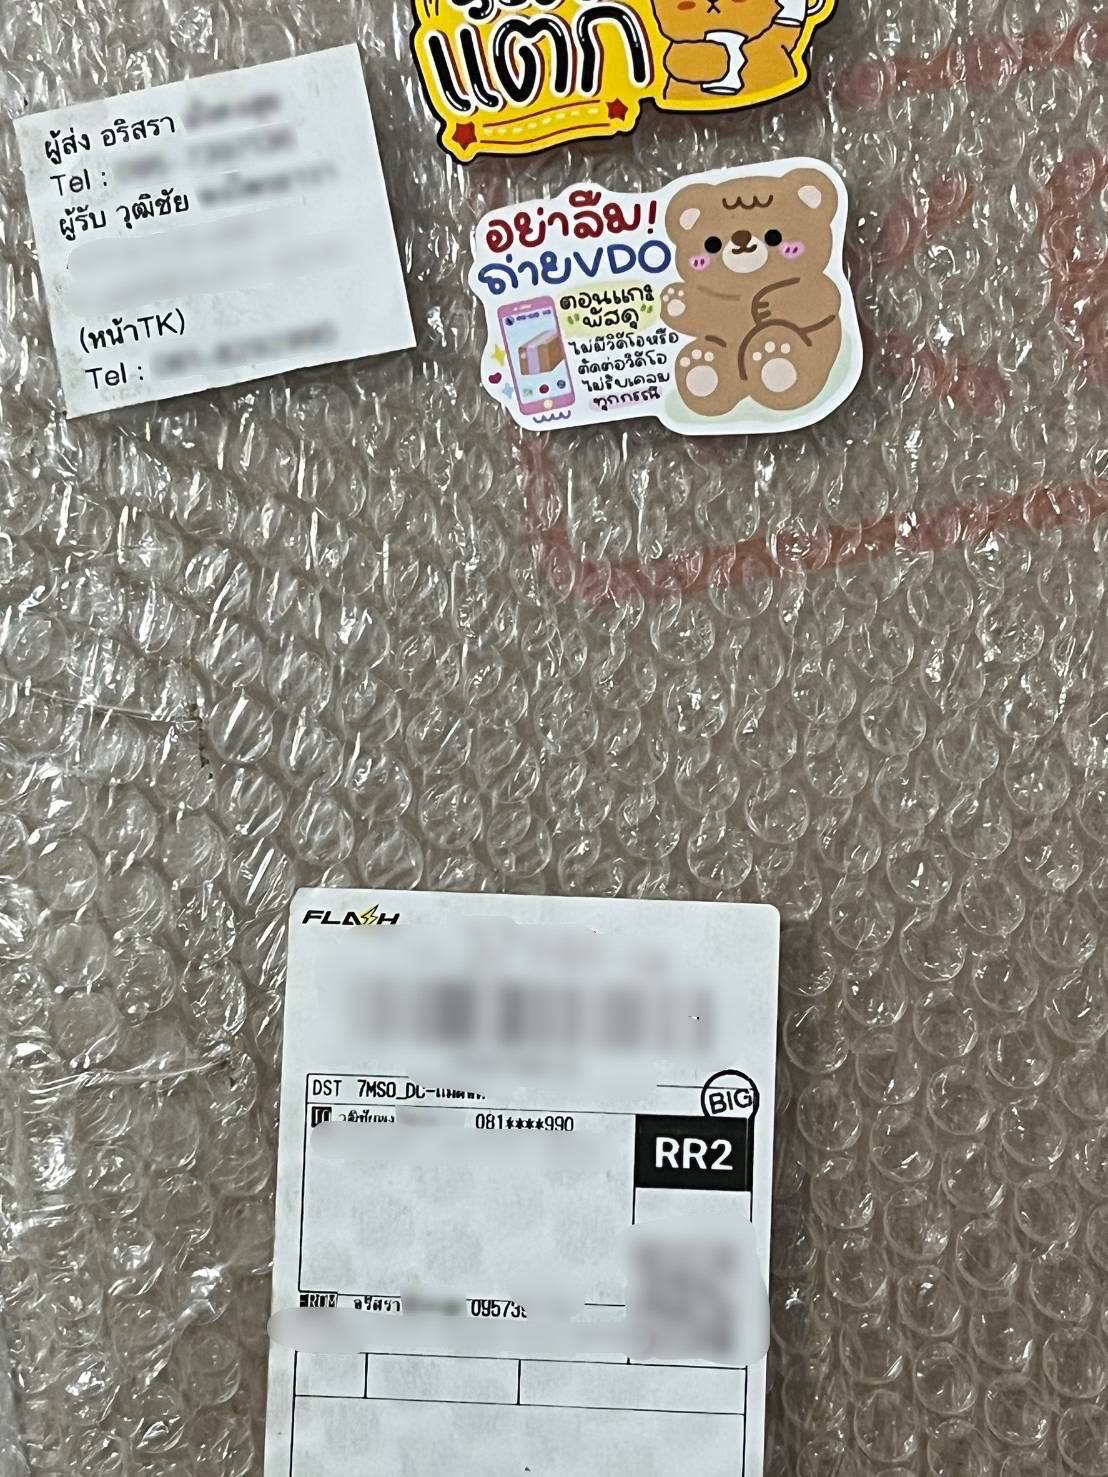 แตก
ผู้ส่ง อริสรา
Tel :
ผู้รับ วุฒิชัย
(หน้าTK)
Tel :
อย่าลืม!
ถ่ายVDO
ตอนแกะ
"พัสดุ"
ไม่มีวิดีโอหรือ
ตัดต่อวิดีโอ
ไม่รับเคลม
ทุกกรณี
FLASH
DST 7MSO_DC-
BIG
TO 081****990
RR2
FROM อริสรา 09573